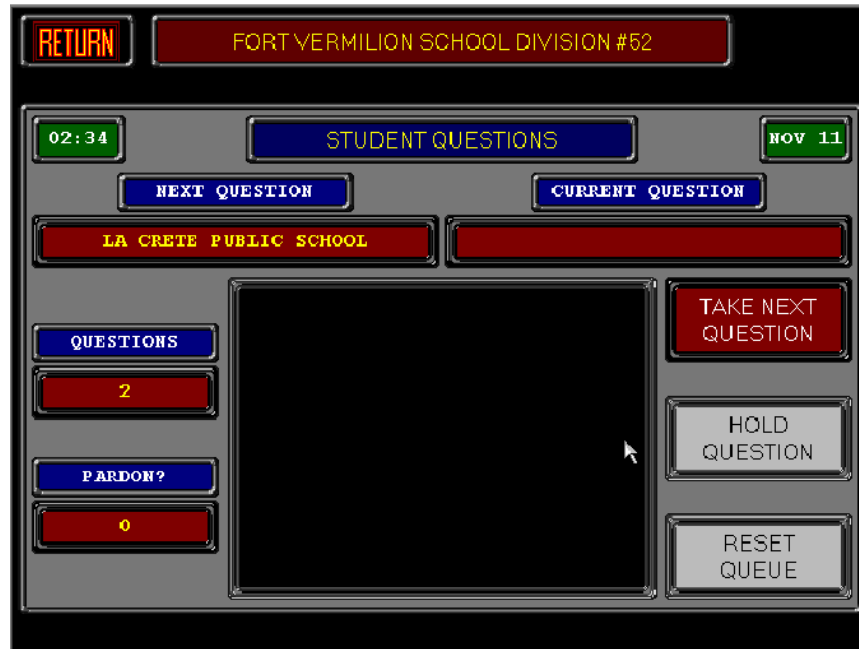 RETURN
FORT VERMILION SCHOOL DIVISION #52
02:34
STUDENT QUESTIONS
NOV 11
NEXT QUESTION
CURRENT QUESTION
LA CRETE PUBLIC SCHOOL
TAKE NEXT
QUESTION
QUESTIONS
2
HOLD
QUESTION
PARDON?
0
RESET
QUEUE